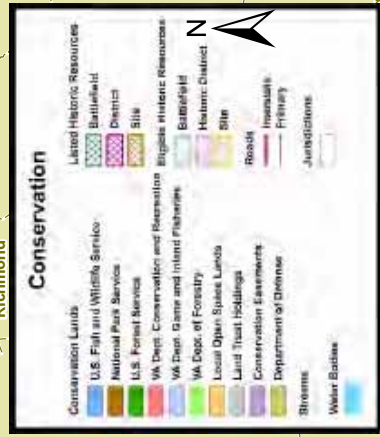 Richmond
Conservation
Conservation Lands
U.S. Fish and Wildlife Service
National Park Service
U.S. Forest Service
VA Dept. Conservation and Recreation
VA Dept. Game and Inland Fisheries
VA Dept. of Forestry
Local Open Space Lands
Land Trust Holdings
Conservation Easements
Department of Defense
Streams
Water Bodies
Listed Historic Resources
Battlefield
District
Site
Eligible Historic Resources
Battlefield
Historic District
Site
Roads
Interstate
Primary
Jurisdictions
N